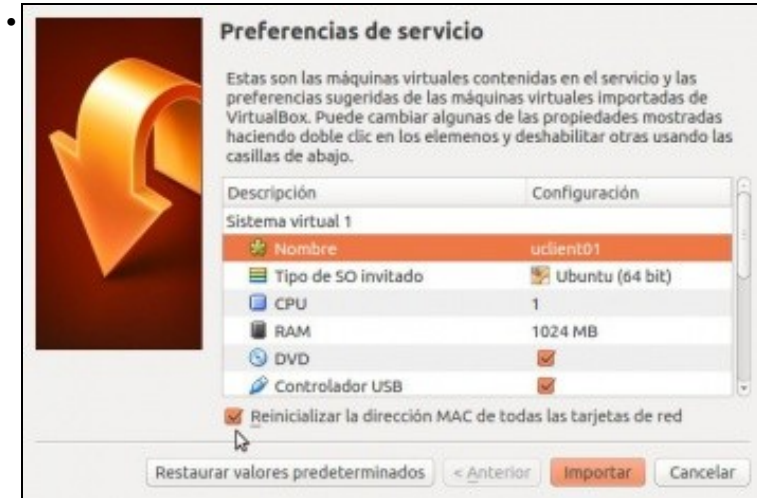 Preferencias de servicio
Estas son las máquinas virtuales contenidas en el servicio y las
preferencias sugeridas de las máquinas virtuales importadas de
VirtualBox. Puede cambiar algunas de las propiedades mostradas
haciendo doble clic en los elemenos y deshabilitar otras usando las
casillas de abajo.
Descripción Configuración
Sistema virtual 1
Nombre uclient01
Tipo de SO invitado Ubuntu (64 bit)
CPU 1
RAM 1024 MB
DVD
Controlador USB
Reinicializar la dirección MAC de todas las tarjetas de red
Restaurar valores predeterminados < Anterior Importar Cancelar